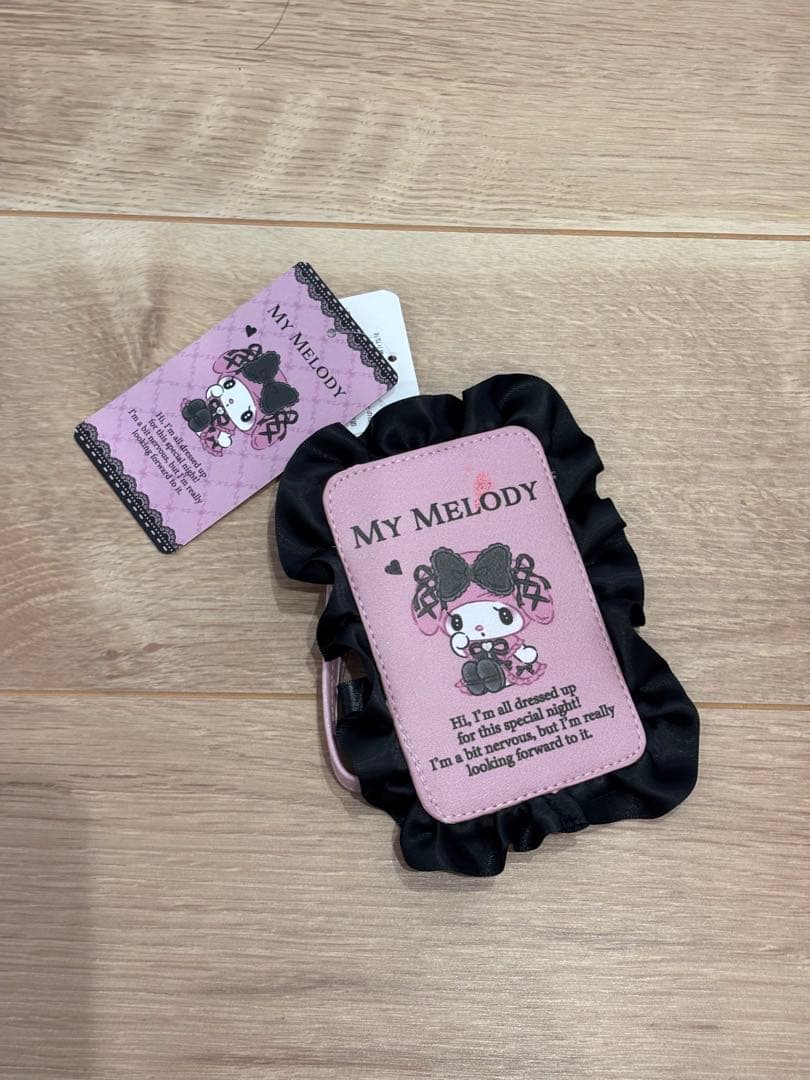 MY MELODY
Hi, I'm all dressed up
for this special night!
I'm a bit nervous, but I'm really
looking forward to it.
MY MELODY
Hi, I'm all dressed up
for this special night!
I'm a bit nervous, but I'm really
looking forward to it.